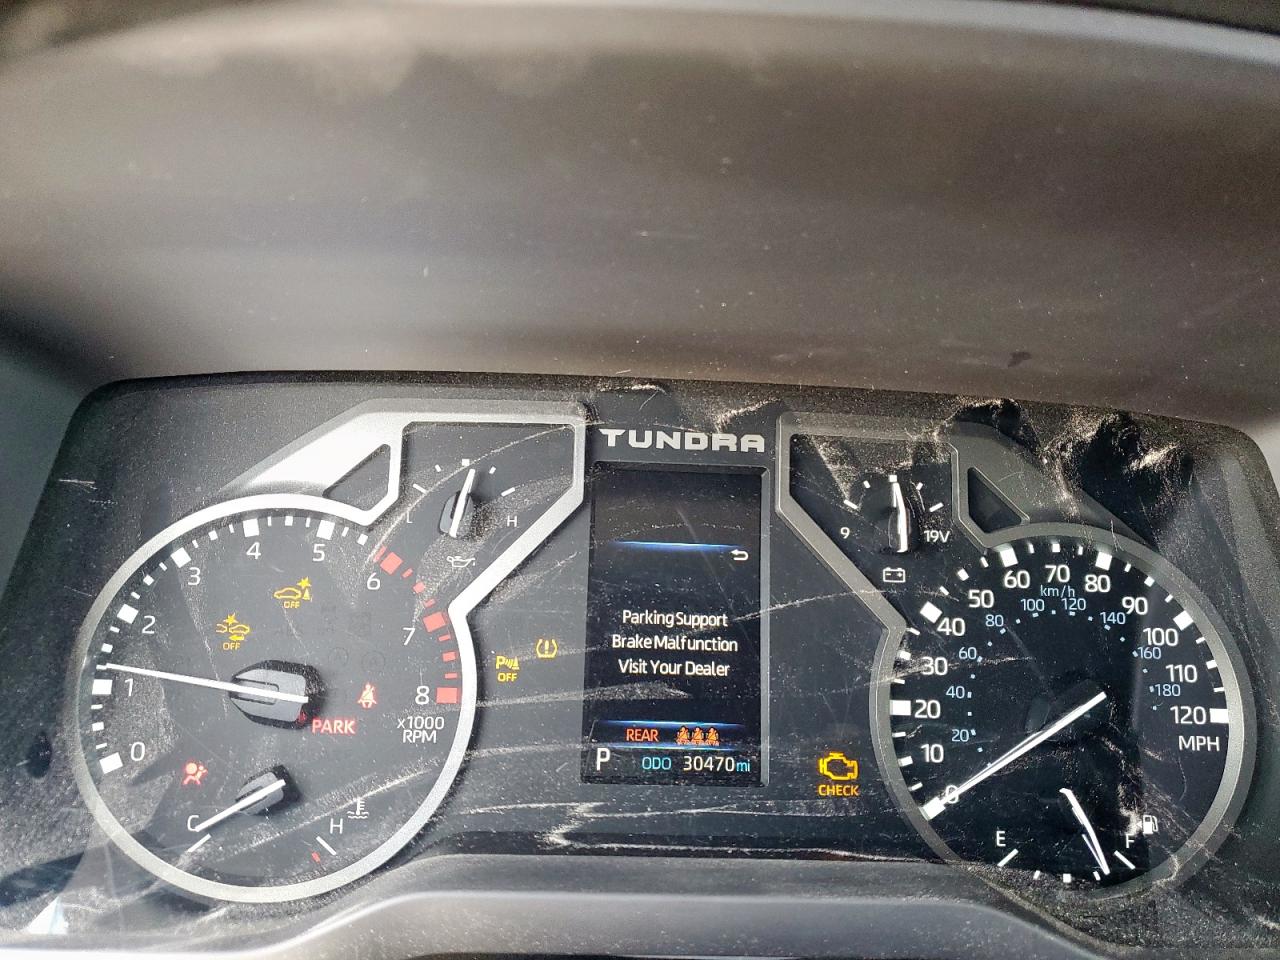 TUNDRA
L H
9 19V
0 1 2 3 4 5 6 7 8
x1000
RPM
OFF
OFF
P
OFF
PARK
C H
Parking Support
Brake Malfunction
Visit Your Dealer
REAR
P ODO 30470 mi
CHECK
0 10 20 30 40 50 60 70 80 90 100 110 120
MPH
km/h
20 40 60 80 100 120 140 160 180
E F